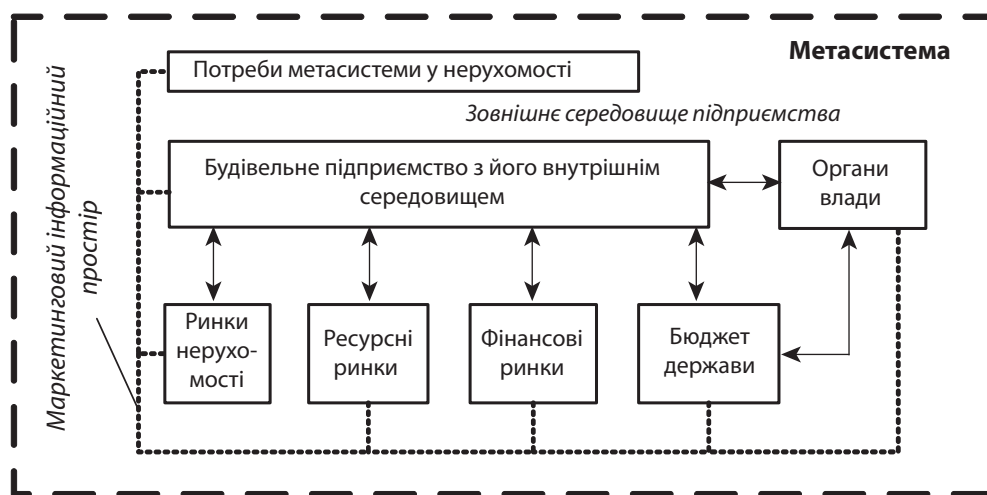 Метасистема
Потреби метасистеми у нерухомості
Зовнішнє середовище підприємства
Маркетинговий інформаційний
простір
Будівельне підприємство з його внутрішнім
середовищем
Органи
влади
Ринки
нерухо-
мості
Ресурсні
ринки
Фінансові
ринки
Бюджет
держави